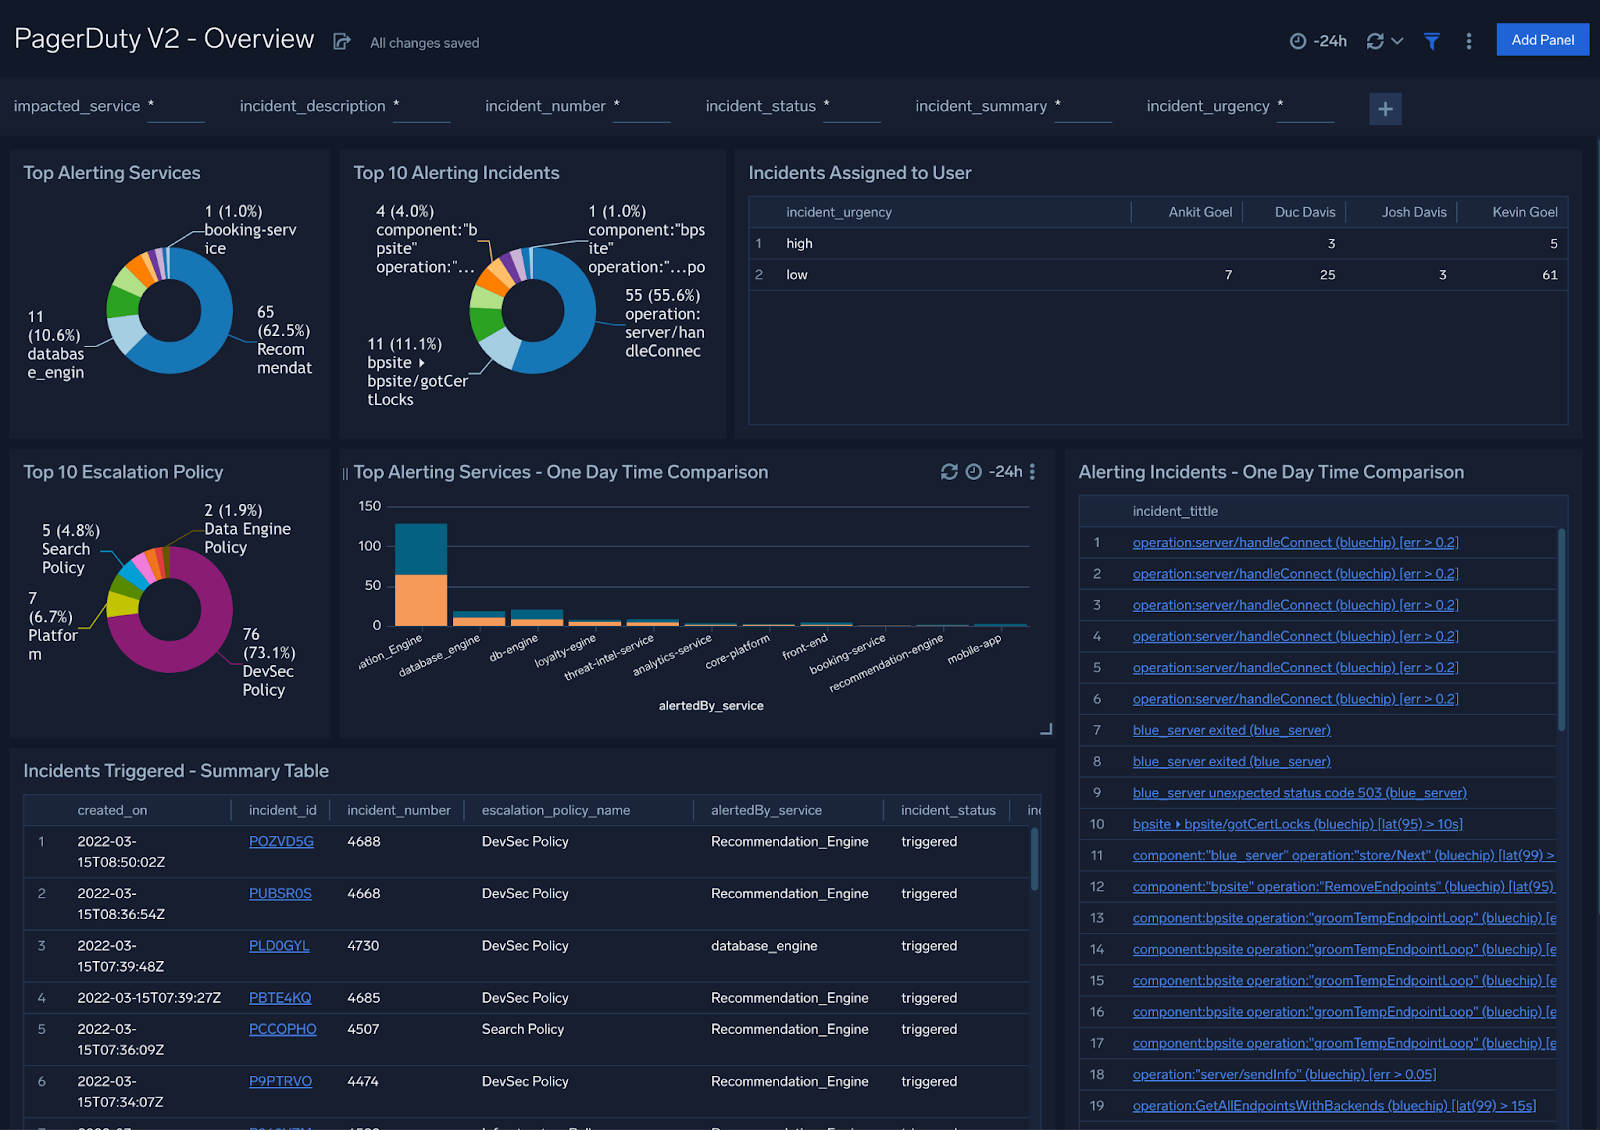 PagerDuty V2 - Overview
All changes saved
-24h
Add Panel
impacted_service *
incident_description *
incident_number *
incident_status *
incident_summary *
incident_urgency *
+
Top Alerting Services
1 (1.0%)
booking-serv
ice
11
(10.6%)
databas
e_engin
65
(62.5%)
Recom
mendat
Top 10 Alerting Incidents
4 (4.0%)
component:"b
psite"
operation:"...
1 (1.0%)
component:"bps
ite"
operation:"...po
55 (55.6%)
operation:
server/han
dleConnec
11 (11.1%)
bpsite ▸
bpsite/gotCer
tLocks
Incidents Assigned to User
incident_urgency Ankit Goel Duc Davis Josh Davis Kevin Goel
1 high 3 5
2 low 7 25 3 61
Top 10 Escalation Policy
2 (1.9%)
Data Engine
Policy
5 (4.8%)
Search
Policy
7
(6.7%)
Platfor
m
76
(73.1%)
DevSec
Policy
Top Alerting Services - One Day Time Comparison
-24h
150
100
50
0
ation_Engine
database_engine
db-engine
loyalty-egine
threat-intel-service
analytics-service
core-platform
front-end
booking-service
recommendation-engine
mobile-app
alertedBy_service
Alerting Incidents - One Day Time Comparison
incident_tittle
1 operation:server/handleConnect (bluechip) [err > 0.2]
2 operation:server/handleConnect (bluechip) [err > 0.2]
3 operation:server/handleConnect (bluechip) [err > 0.2]
4 operation:server/handleConnect (bluechip) [err > 0.2]
5 operation:server/handleConnect (bluechip) [err > 0.2]
6 operation:server/handleConnect (bluechip) [err > 0.2]
7 blue_server exited (blue_server)
8 blue_server exited (blue_server)
9 blue_server unexpected status code 503 (blue_server)
10 bpsite ▸ bpsite/gotCertLocks (bluechip) [lat(95) > 10s]
11 component:"blue_server" operation:"store/Next" (bluechip) [lat(99) >
12 component:"bpsite" operation:"RemoveEndpoints" (bluechip) [lat(95)
13 component:bpsite operation:"groomTempEndpointLoop" (bluechip) [e
14 component:bpsite operation:"groomTempEndpointLoop" (bluechip) [e
15 component:bpsite operation:"groomTempEndpointLoop" (bluechip) [e
16 component:bpsite operation:"groomTempEndpointLoop" (bluechip) [e
17 component:bpsite operation:"groomTempEndpointLoop" (bluechip) [e
18 operation:"server/sendInfo" (bluechip) [err > 0.05]
19 operation:GetAllEndpointsWithBackends (bluechip) [lat(99) > 15s]
Incidents Triggered - Summary Table
created_on incident_id incident_number escalation_policy_name alertedBy_service incident_status inc
1 2022-03-
15T08:50:02Z POZVD5G 4688 DevSec Policy Recommendation_Engine triggered
2 2022-03-
15T08:36:54Z PUBSR0S 4668 DevSec Policy Recommendation_Engine triggered
3 2022-03-
15T07:39:48Z PLD0GYL 4730 DevSec Policy database_engine triggered
4 2022-03-15T07:39:27Z PBTE4KQ 4685 DevSec Policy Recommendation_Engine triggered
5 2022-03-
15T07:36:09Z PCCOPHO 4507 Search Policy Recommendation_Engine triggered
6 2022-03-
15T07:34:07Z P9PTRVO 4474 DevSec Policy Recommendation_Engine triggered